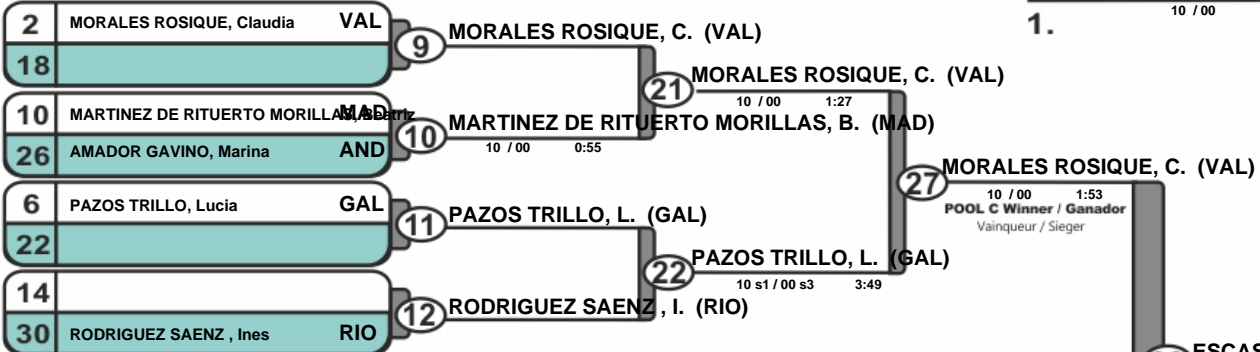 2 MORALES ROSIQUE, Claudia VAL
18
10 MARTINEZ DE RITUERTO MORILLAS, Beatriz MAD
26 AMADOR GAVINO, Marina AND
6 PAZOS TRILLO, Lucia GAL
22
14
30 RODRIGUEZ SAENZ , Ines RIO
9 MORALES ROSIQUE, C. (VAL)
10 MARTINEZ DE RITUERTO MORILLAS, B. (MAD)
10 / 00 0:55
11 PAZOS TRILLO, L. (GAL)
12 RODRIGUEZ SAENZ , I. (RIO)
21 MORALES ROSIQUE, C. (VAL)
10 / 00 1:27
22 PAZOS TRILLO, L. (GAL)
10 s1 / 00 s3 3:49
27 MORALES ROSIQUE, C. (VAL)
10 / 00 1:53
POOL C Winner / Ganador
Vainqueur / Sieger
10 / 00
1.
ESCAS